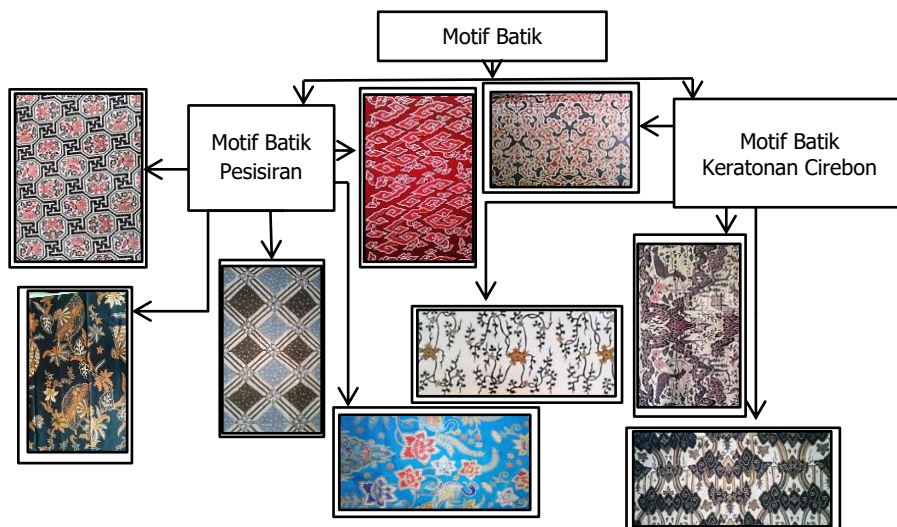 Motif Batik
Motif Batik
Pesisiran
Motif Batik
Keratonan Cirebon